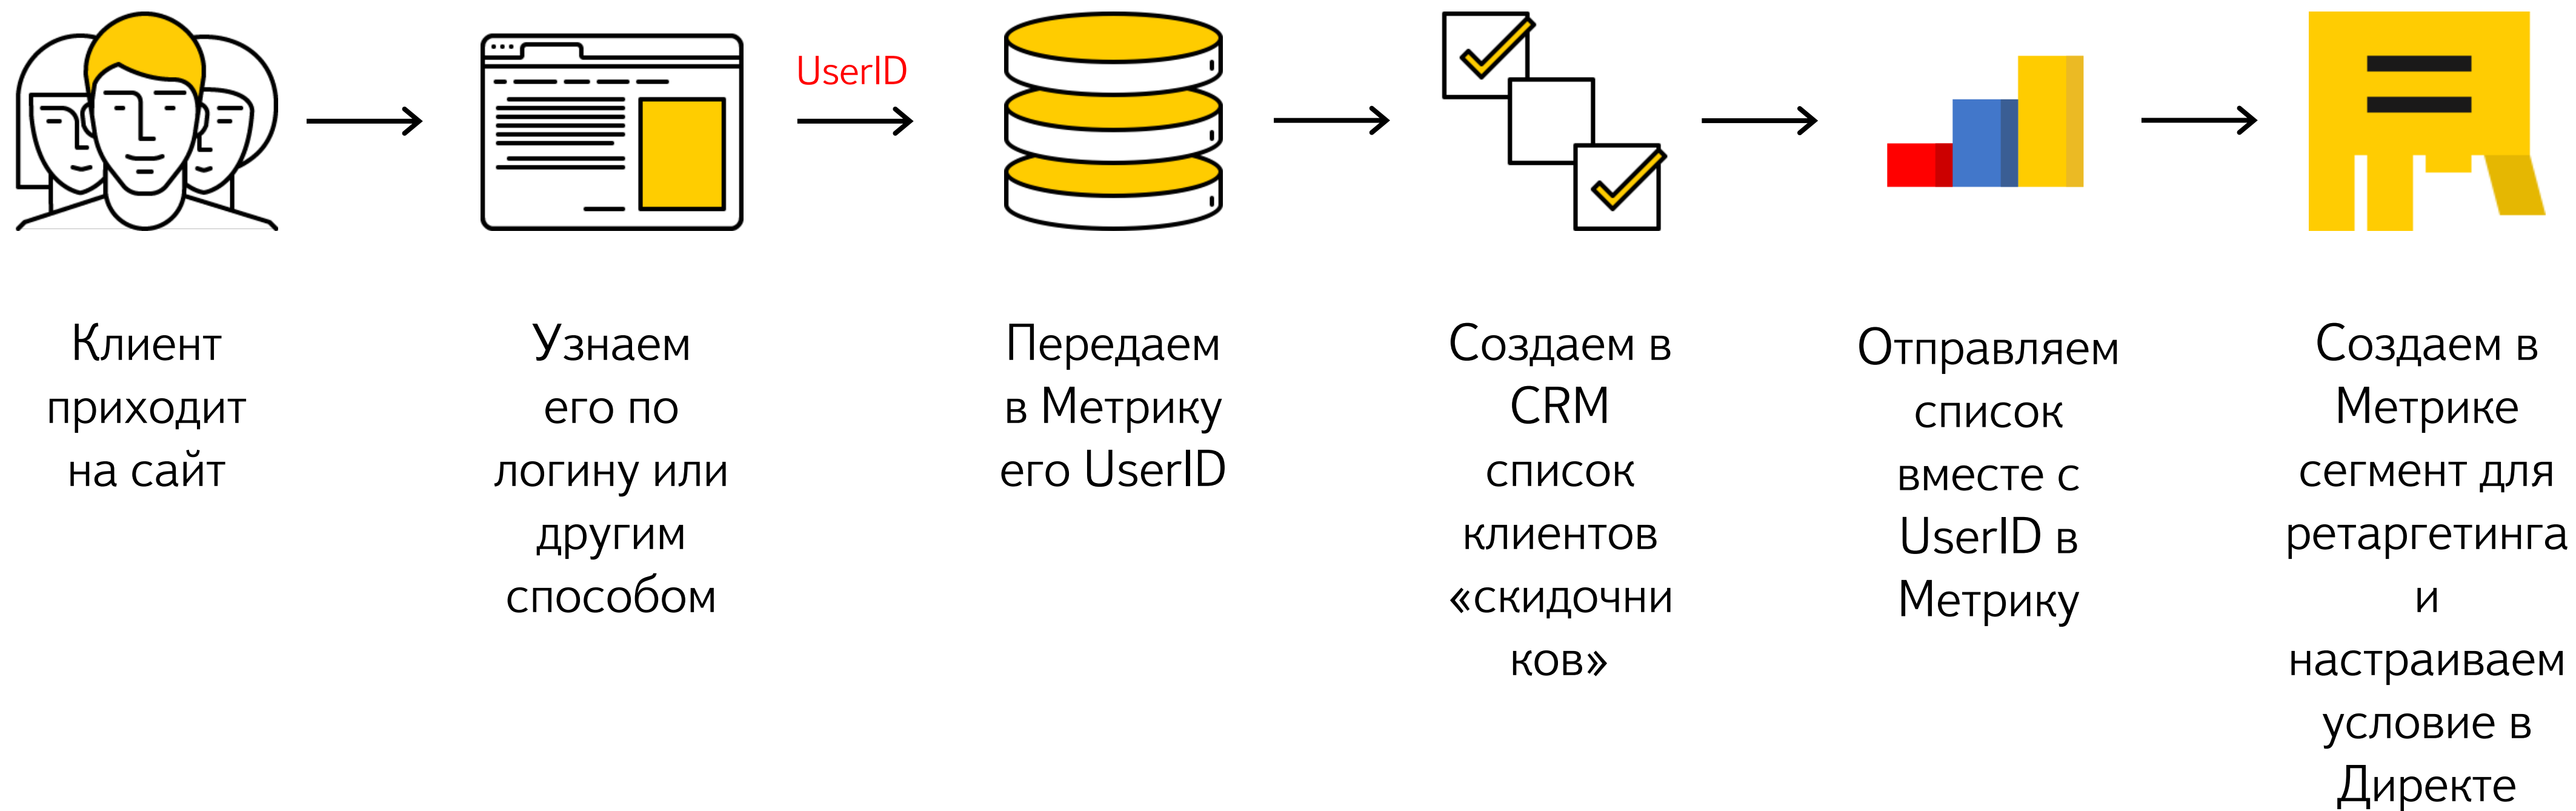 UserID
Клиент
приходит
на сайт
Узнаем
его по
логину или
другим
способом
Передаем
в Метрику
его UserID
Создаем в
CRM
список
клиентов
«скидочни
ков»
Отправляем
список
вместе с
UserID в
Метрику
Создаем в
Метрике
сегмент для
ретаргетинга
и
настраиваем
условие в
Директе